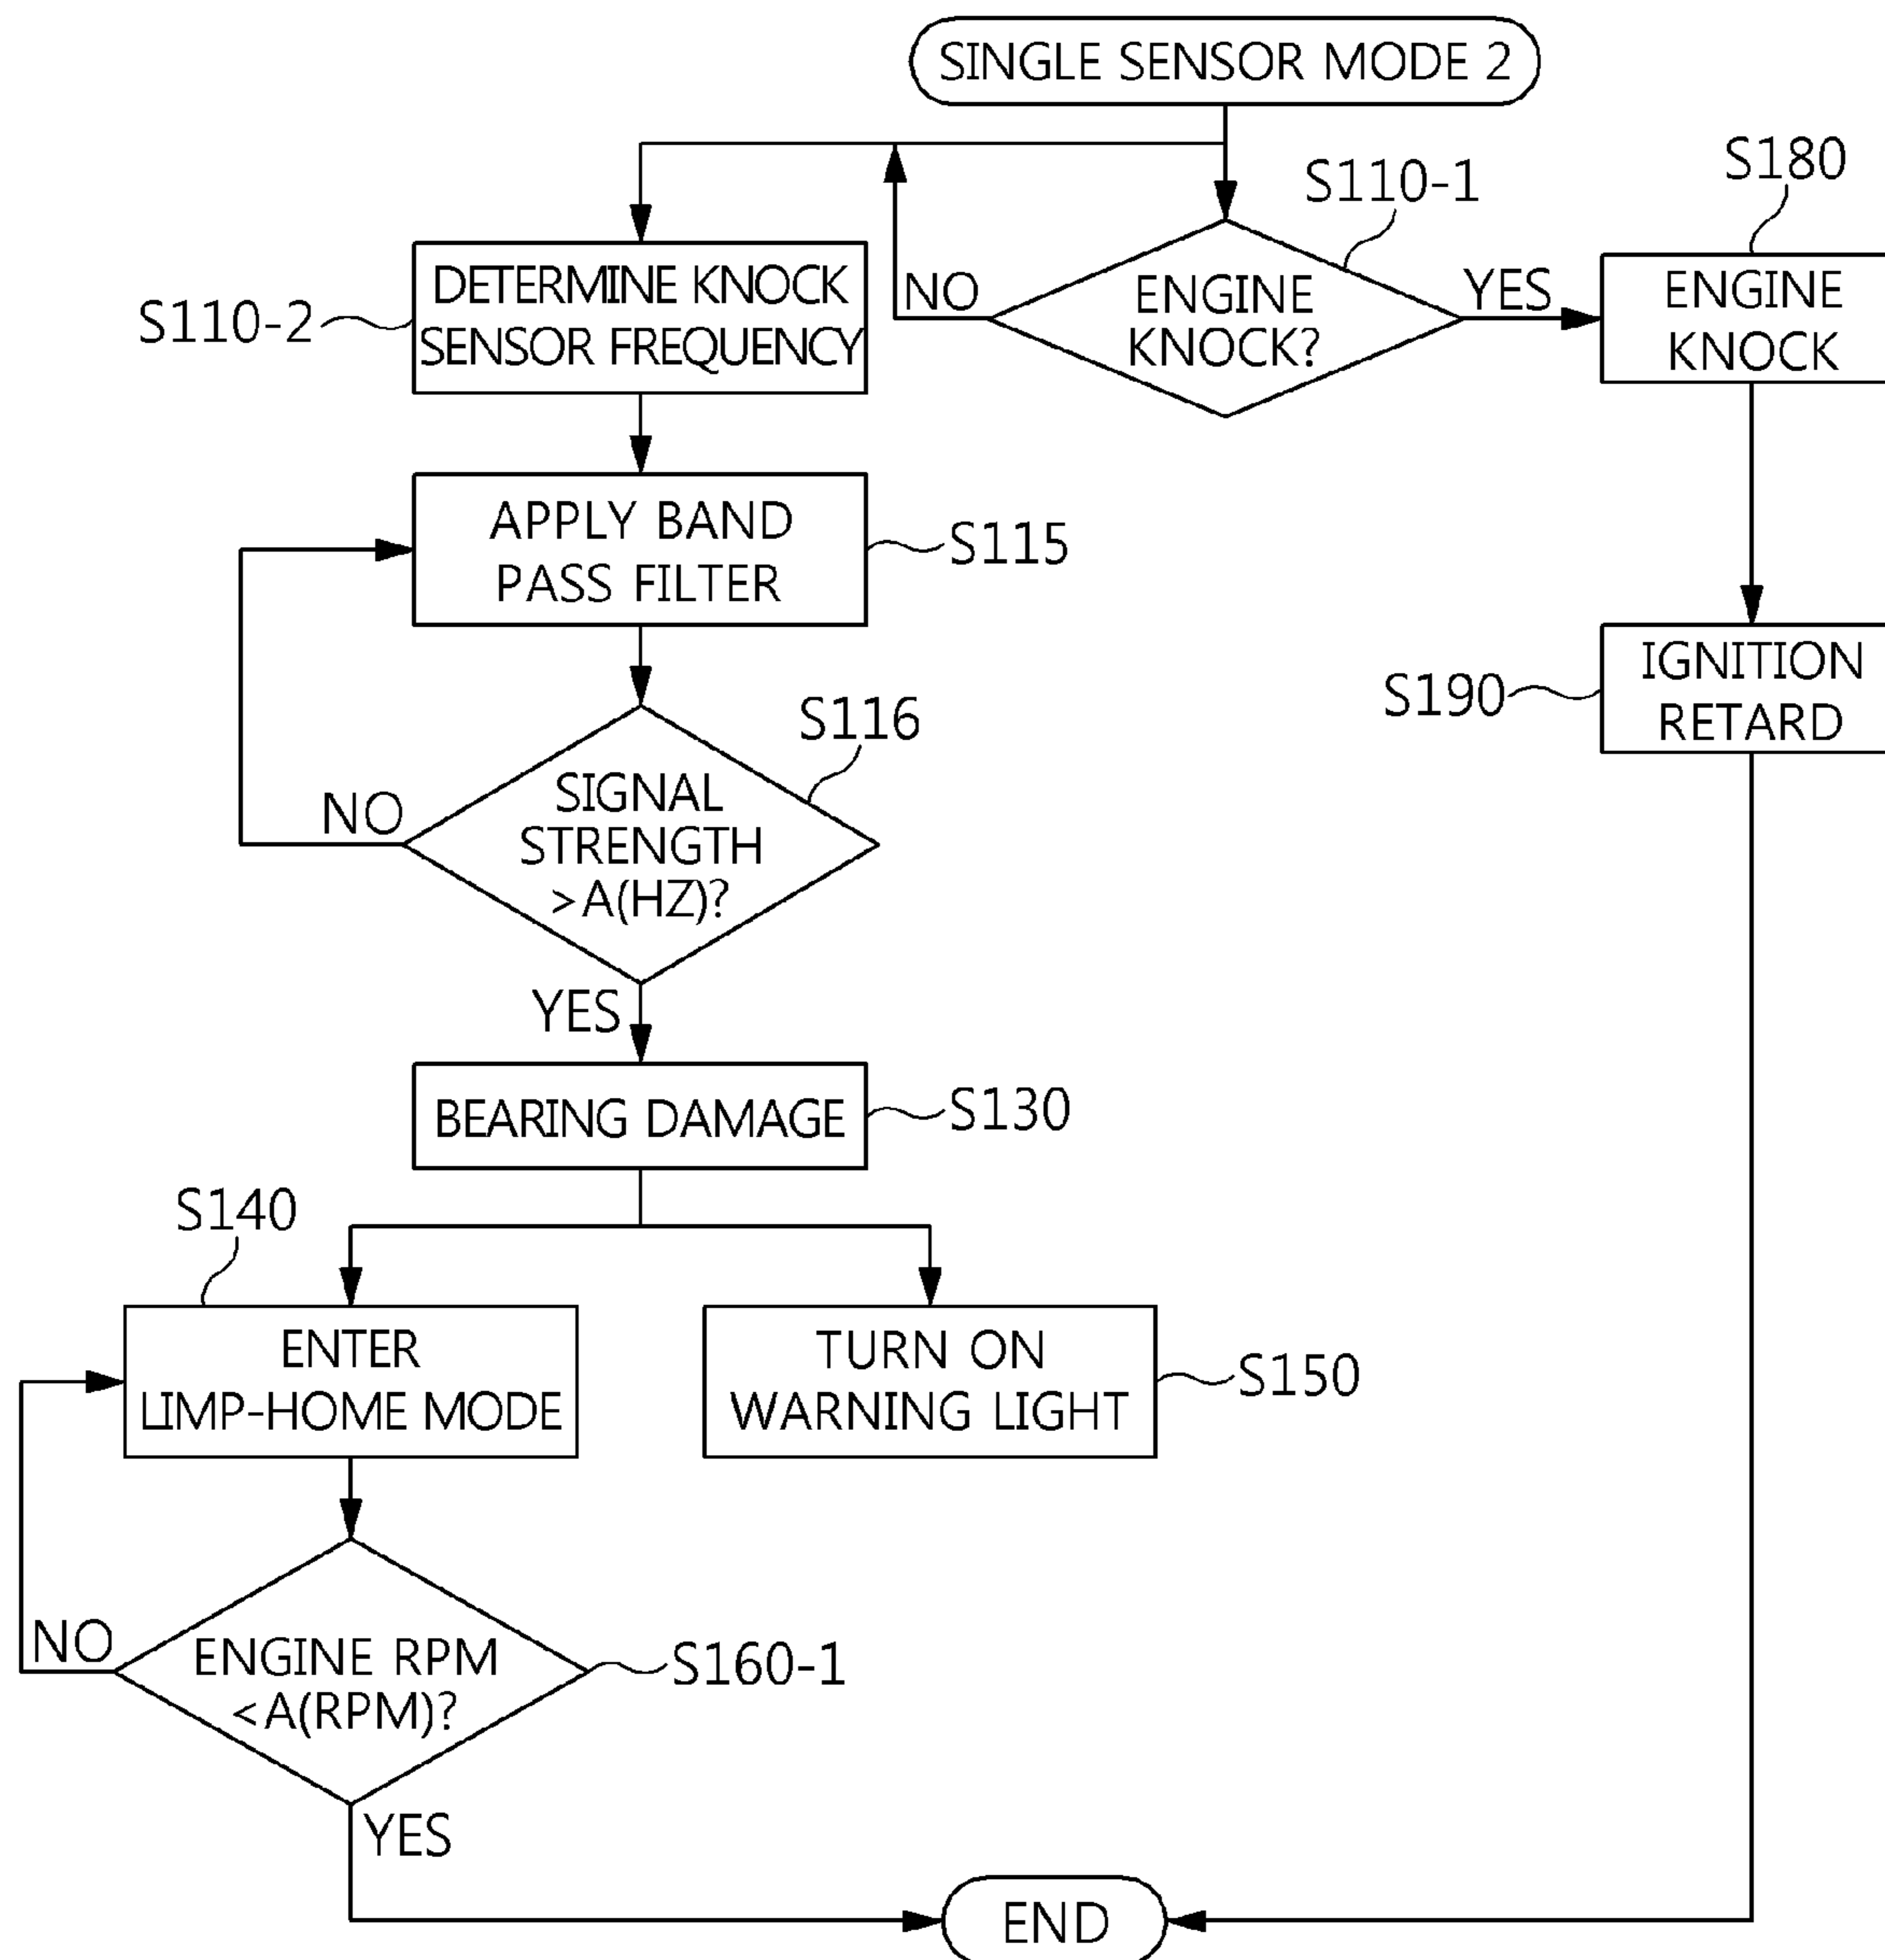 SINGLE SENSOR MODE 2
S110-1
S180
S110-2
DETERMINE KNOCK
SENSOR FREQUENCY
NO
ENGINE
KNOCK?
YES
ENGINE
KNOCK
APPLY BAND
PASS FILTER
S115
S190
IGNITION
RETARD
S116
NO
SIGNAL
STRENGTH
>A(HZ)?
YES
BEARING DAMAGE
S130
S140
ENTER
LIMP-HOME MODE
TURN ON
WARNING LIGHT
S150
NO
ENGINE RPM
<A(RPM)?
S160-1
YES
END